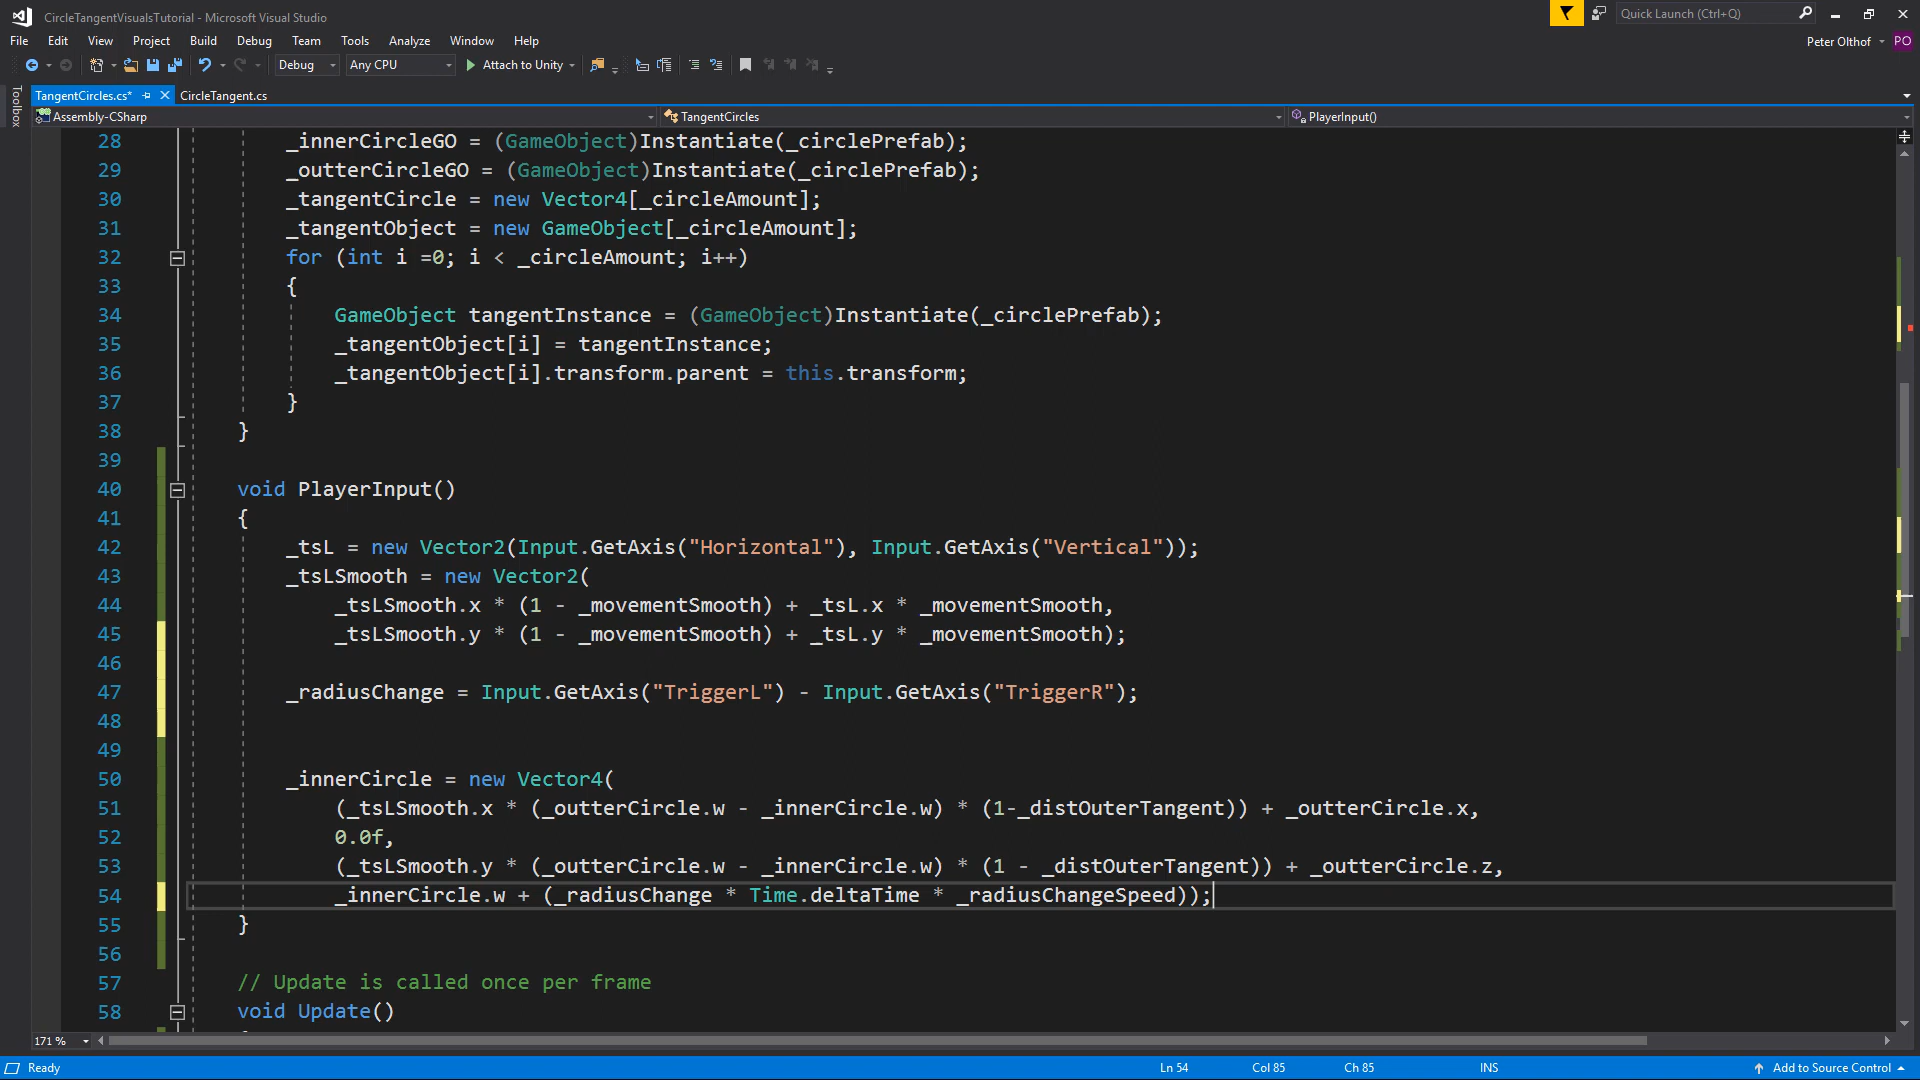 CircleTangentVisualsTutorial - Microsoft Visual Studio
Quick Launch (Ctrl+Q)
File Edit View Project Build Debug Team Tools Analyze Window Help
Peter Olthof PO
Debug Any CPU Attach to Unity
Toolbox
TangentCircles.cs* CircleTangent.cs
Assembly-CSharp TangentCircles PlayerInput()
28 _innerCircleGO = (GameObject)Instantiate(_circlePrefab);
29 _outterCircleGO = (GameObject)Instantiate(_circlePrefab);
30 _tangentCircle = new Vector4[_circleAmount];
31 _tangentObject = new GameObject[_circleAmount];
32 for (int i =0; i < _circleAmount; i++)
33 {
34 GameObject tangentInstance = (GameObject)Instantiate(_circlePrefab);
35 _tangentObject[i] = tangentInstance;
36 _tangentObject[i].transform.parent = this.transform;
37 }
38 }
39
40 void PlayerInput()
41 {
42 _tsL = new Vector2(Input.GetAxis("Horizontal"), Input.GetAxis("Vertical"));
43 _tsLSmooth = new Vector2(
44 _tsLSmooth.x * (1 - _movementSmooth) + _tsL.x * _movementSmooth,
45 _tsLSmooth.y * (1 - _movementSmooth) + _tsL.y * _movementSmooth);
46
47 _radiusChange = Input.GetAxis("TriggerL") - Input.GetAxis("TriggerR");
48
49
50 _innerCircle = new Vector4(
51 (_tsLSmooth.x * (_outterCircle.w - _innerCircle.w) * (1-_distOuterTangent)) + _outterCircle.x,
52 0.0f,
53 (_tsLSmooth.y * (_outterCircle.w - _innerCircle.w) * (1 - _distOuterTangent)) + _outterCircle.z,
54 _innerCircle.w + (_radiusChange * Time.deltaTime * _radiusChangeSpeed));
55 }
56
57 // Update is called once per frame
58 void Update()
171 %
Ready Ln 54 Col 85 Ch 85 INS Add to Source Control